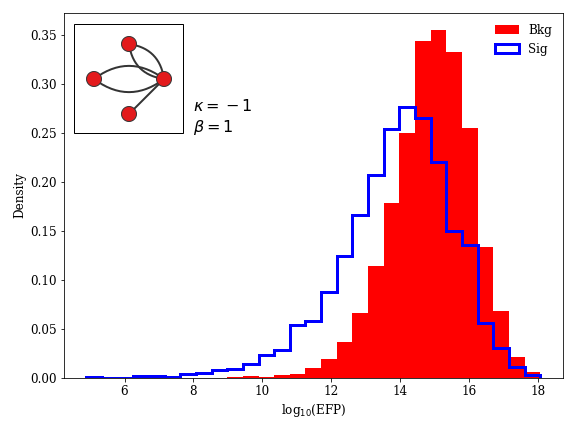 0.35
0.30
0.25
0.20
0.15
0.10
0.05
0.00
Density
κ = −1
β = 1
Bkg
Sig
6 8 10 12 14 16 18
log₁₀(EFP)